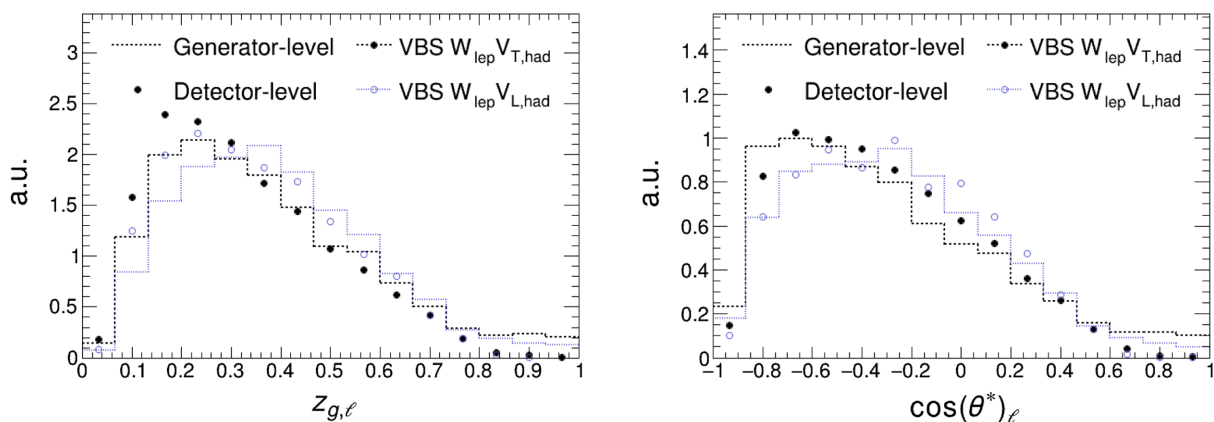 3
2.5
2
1.5
1
0.5
0
a.u.
Generator-level
VBS W_lep V_T,had
Detector-level
VBS W_lep V_L,had
0 0.1 0.2 0.3 0.4 0.5 0.6 0.7 0.8 0.9 1
z_g,ℓ
1.4
1.2
1
0.8
0.6
0.4
0.2
0
a.u.
Generator-level
VBS W_lep V_T,had
Detector-level
VBS W_lep V_L,had
−1 −0.8 −0.6 −0.4 −0.2 0 0.2 0.4 0.6 0.8 1
cos(θ*)_ℓ